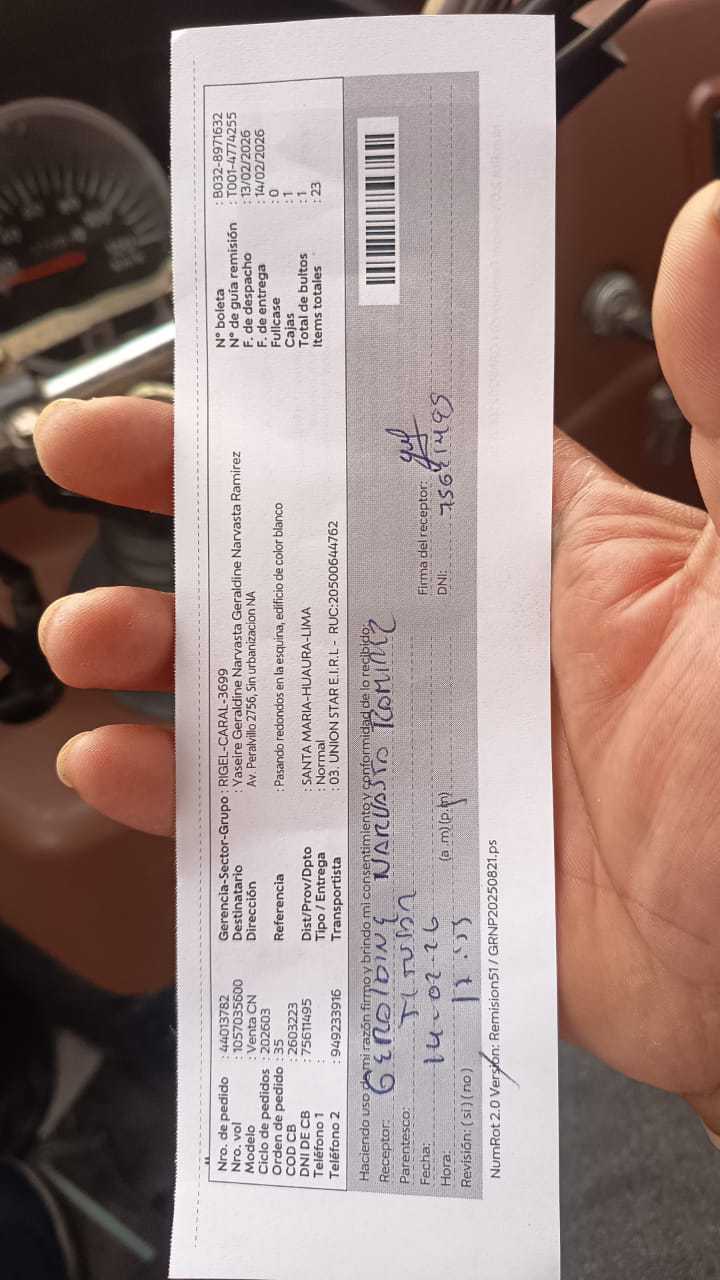 Nro. de pedido : 44013782
Nro. vol : 1057035600
Modelo : Venta CN
Ciclo de pedidos : 202603
Orden de pedido : 35
COD CB : 2603223
DNI DE CB : 75611495
Teléfono 1 :
Teléfono 2 : 949233916
Gerencia-Sector-Grupo : RIGEL-CARAL-3699
Destinatario : Yaseire Geraldine Narvasta Geraldine Narvasta Ramirez
Dirección Av. Peralvillo 2756, Sin urbanizacion NA
Referencia : Pasando redondos en la esquina, edificio de color blanco
Dist/Prov/Dpto : SANTA MARIA-HUAURA-LIMA
Tipo / Entrega : Normal
Transportista : 03. UNION STAR E.I.R.L - RUC:20500644762
N° boleta : B032-8971632
N° de guía remisión : T001-4774255
F. de despacho : 13/02/2026
F. de entrega : 14/02/2026
Fullcase : 0
Cajas : 1
Total de bultos : 1
Items totales : 23
Haciendo uso de mi razón firmo y brindo mi consentimiento y conformidad de lo recibido.
Receptor: GERALDINE NARVASTA RAMIREZ
Parentesco: Titular
Fecha: 14-02-26
Hora: (a.m)(p.m)
Revisión: ( si ) ( no )
Firma del receptor:
DNI: 75611495
NumRot 2.0 Versión: Remision51 / GRNP20250821.ps